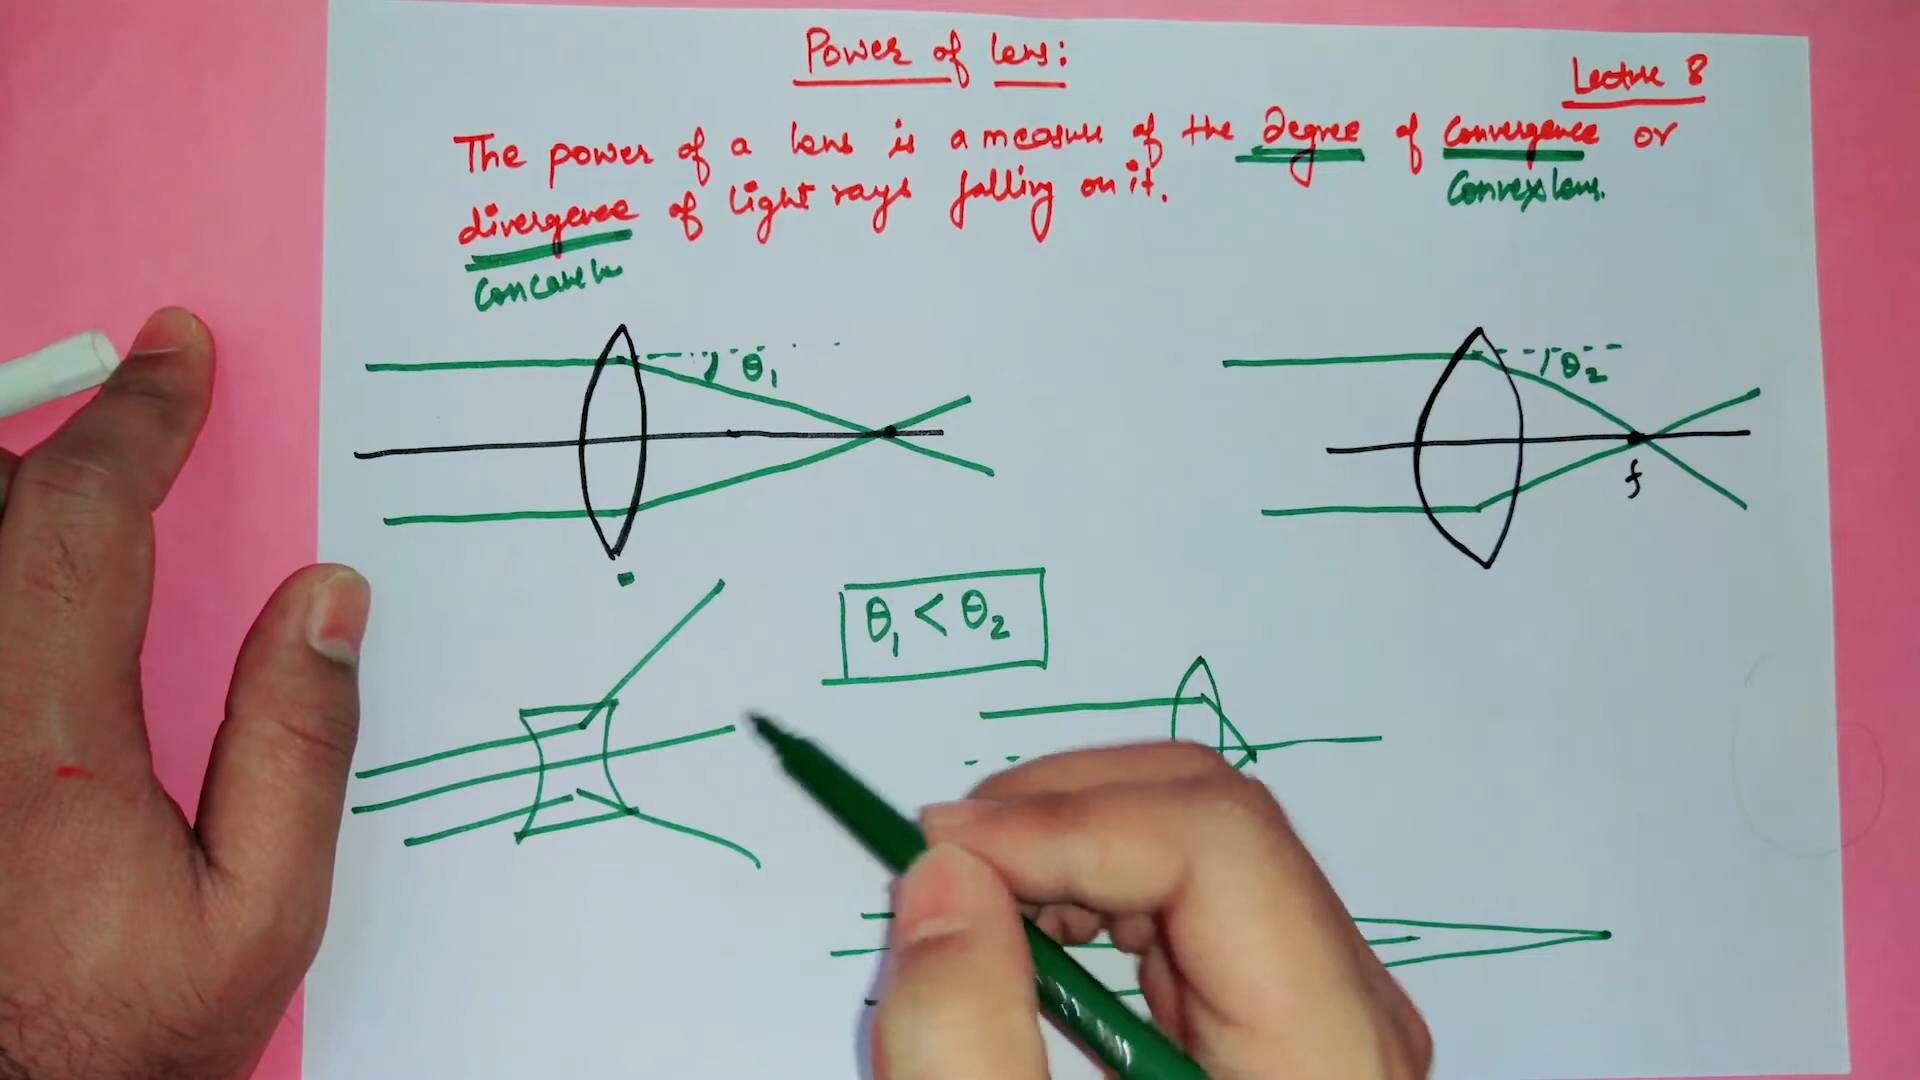 Power of lens:
Lecture 8
The power of a lens is a measure of the degree of convergence or
Convex lens.
divergence of light rays falling on it.
Concave le
θ₁
θ₂
f
θ₁ < θ₂